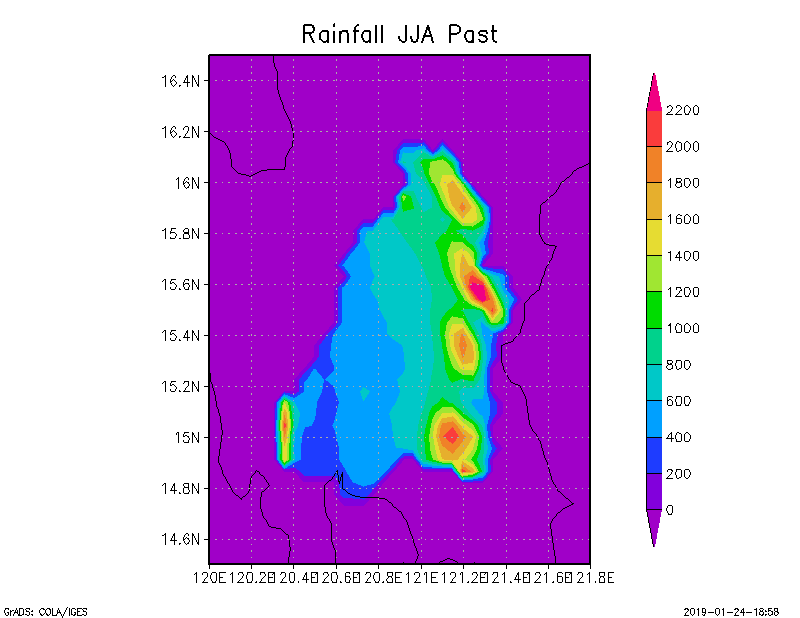 Rainfall JJA Past
16.4N
16.2N
16N
15.8N
15.6N
15.4N
15.2N
15N
14.8N
14.6N
120E 120.2E 120.4E 120.6E 120.8E 121E 121.2E 121.4E 121.6E 121.8E
2200
2000
1800
1600
1400
1200
1000
800
600
400
200
0
GrADS: COLA/IGES
2019-01-24-18:58